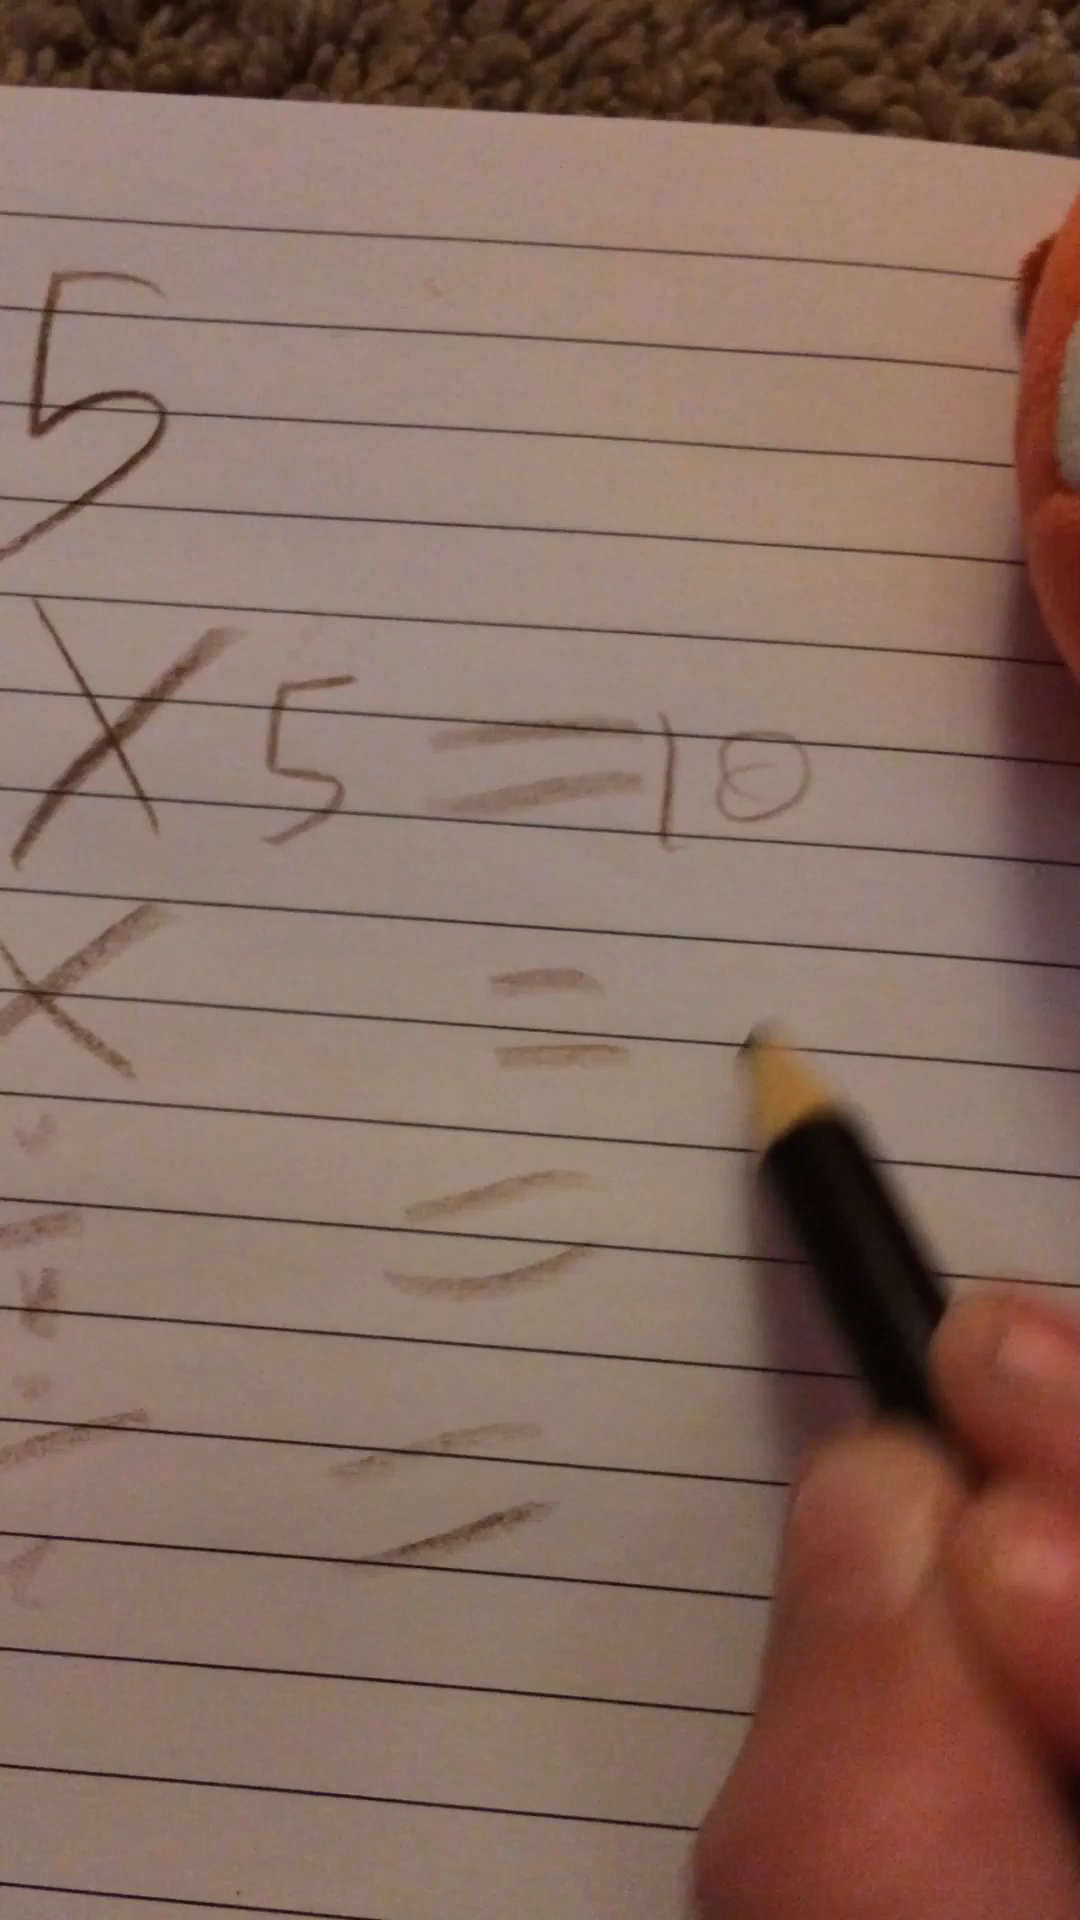 5
× 5 = 10
× =
÷ =
÷ =